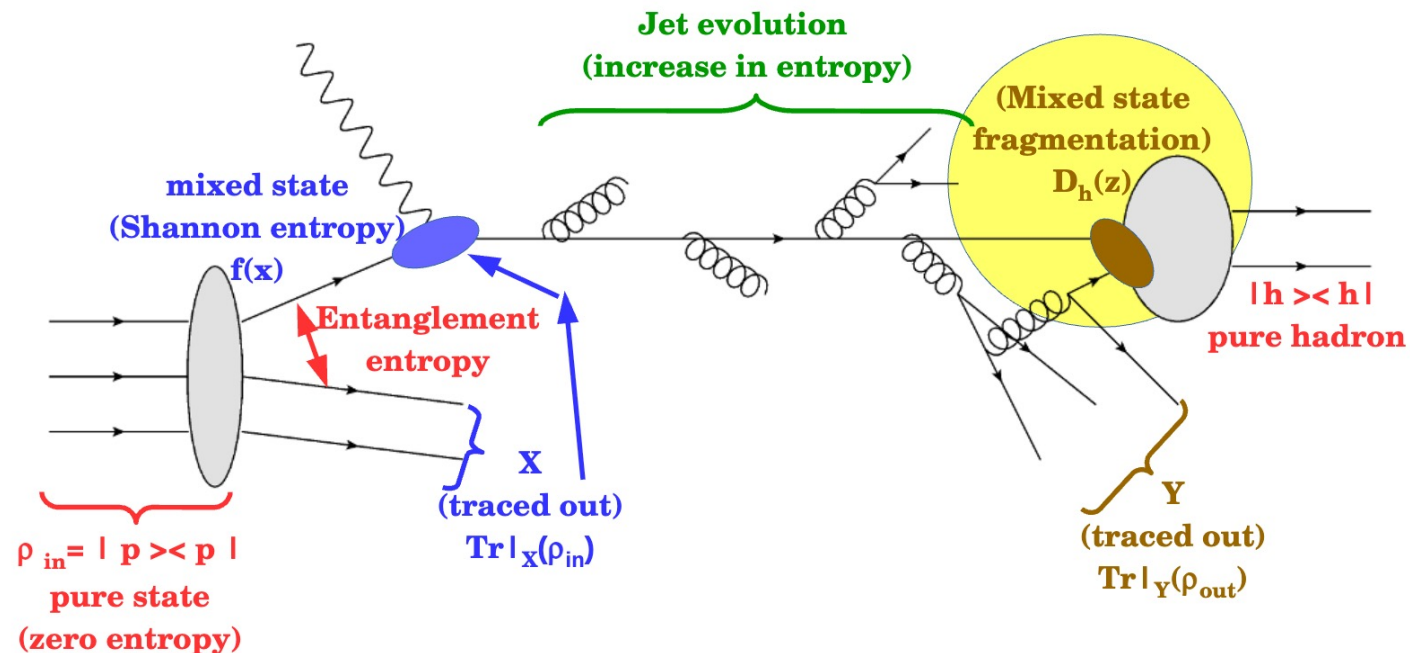 Jet evolution
(increase in entropy)
(Mixed state
fragmentation)
D_h(z)
mixed state
(Shannon entropy)
f(x)
Entanglement
entropy
|h >< h|
pure hadron
X
(traced out)
Tr|_X(ρ_in)
Y
(traced out)
Tr|_Y(ρ_out)
ρ_in= | p >< p |
pure state
(zero entropy)